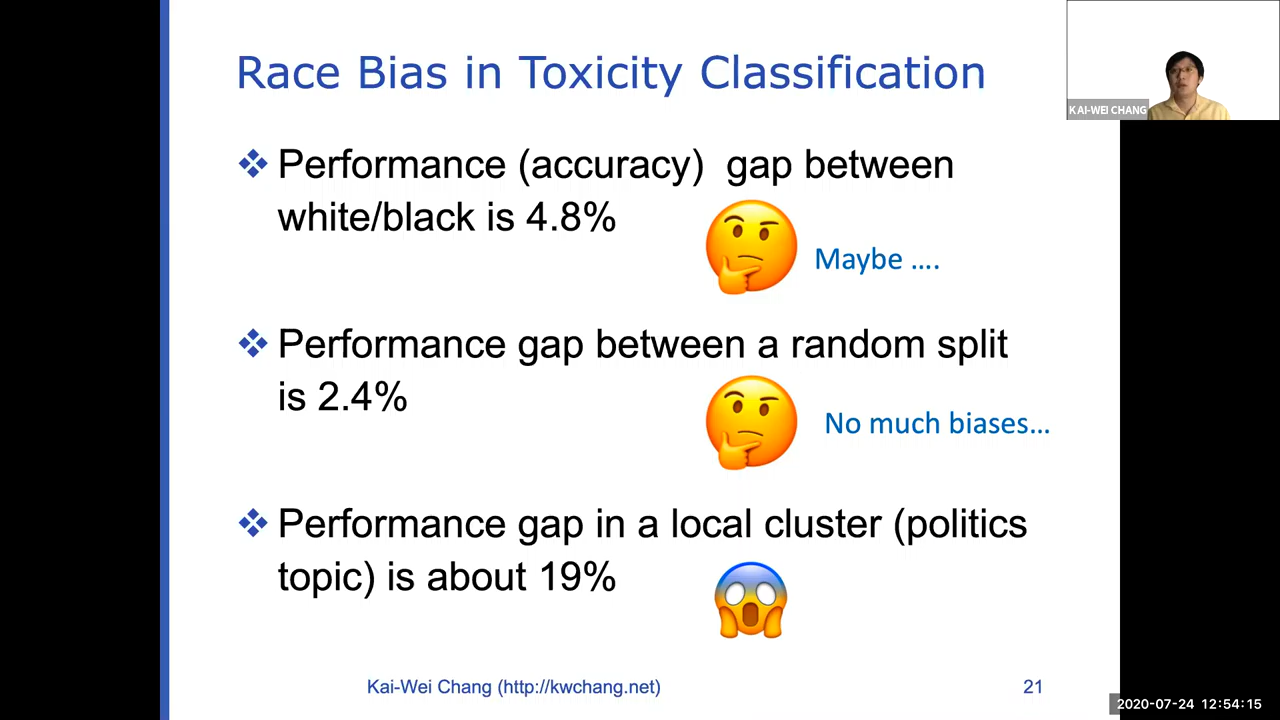 Race Bias in Toxicity Classification
KAI-WEI CHANG
❖ Performance (accuracy)  gap between
white/black is 4.8%
Maybe ....
❖ Performance gap between a random split
is 2.4%
No much biases...
❖ Performance gap in a local cluster (politics
topic) is about 19%
Kai-Wei Chang (http://kwchang.net)
21
2020-07-24 12:54:15